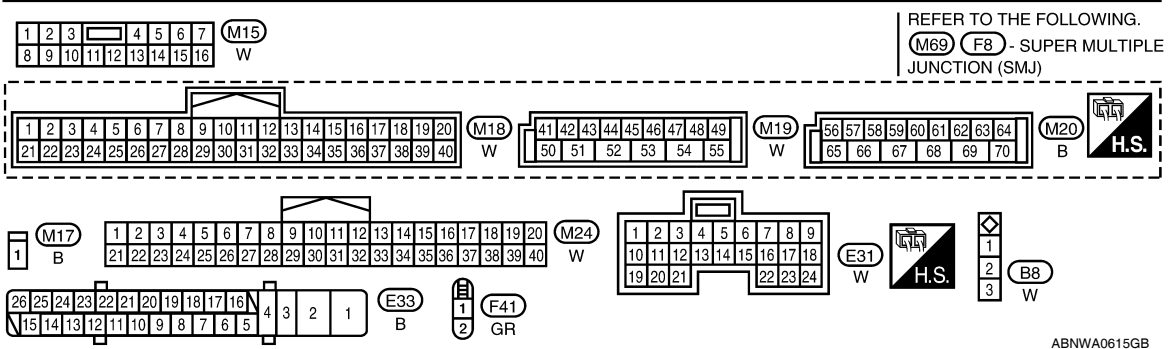 REFER TO THE FOLLOWING.
M69 F8 - SUPER MULTIPLE
JUNCTION (SMJ)
1 2 3 4 5 6 7 M15
8 9 10 11 12 13 14 15 16 W
1 2 3 4 5 6 7 8 9 10 11 12 13 14 15 16 17 18 19 20 M18
21 22 23 24 25 26 27 28 29 30 31 32 33 34 35 36 37 38 39 40 W
41 42 43 44 45 46 47 48 49 M19
50 51 52 53 54 55 W
56 57 58 59 60 61 62 63 64 M20
65 66 67 68 69 70 B
H.S.
1 M17
B
1 2 3 4 5 6 7 8 9 10 11 12 13 14 15 16 17 18 19 20 M24
21 22 23 24 25 26 27 28 29 30 31 32 33 34 35 36 37 38 39 40 W
1 2 3 4 5 6 7 8 9
10 11 12 13 14 15 16 17 18 E31
19 20 21 22 23 24 W
H.S.
1
2 B8
3 W
26 25 24 23 22 21 20 19 18 17 16 4 3 2 1 E33
15 14 13 12 11 10 9 8 7 6 5 B
1 F41
2 GR
ABNWA0615GB